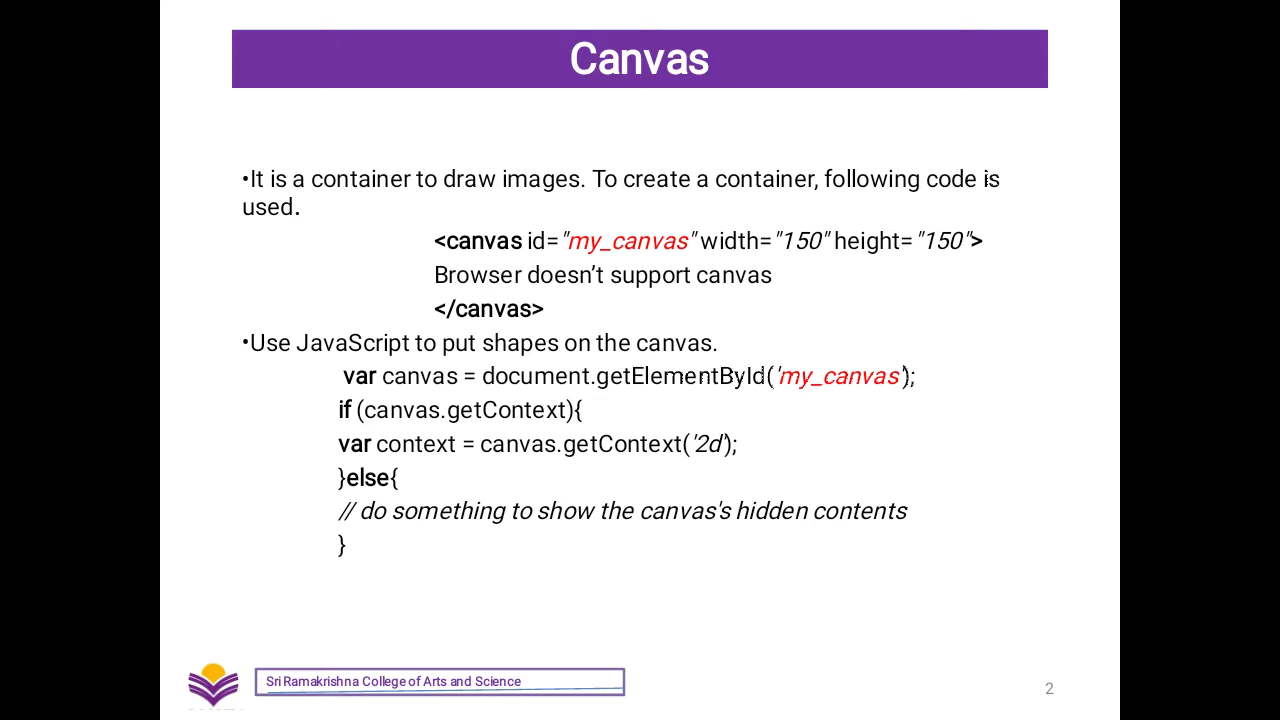 Canvas
•It is a container to draw images. To create a container, following code is
used.
<canvas id="my_canvas" width="150" height="150">
Browser doesn’t support canvas
</canvas>
•Use JavaScript to put shapes on the canvas.
var canvas = document.getElementById('my_canvas');
if (canvas.getContext){
var context = canvas.getContext('2d');
}else{
// do something to show the canvas's hidden contents
}
Sri Ramakrishna College of Arts and Science
2